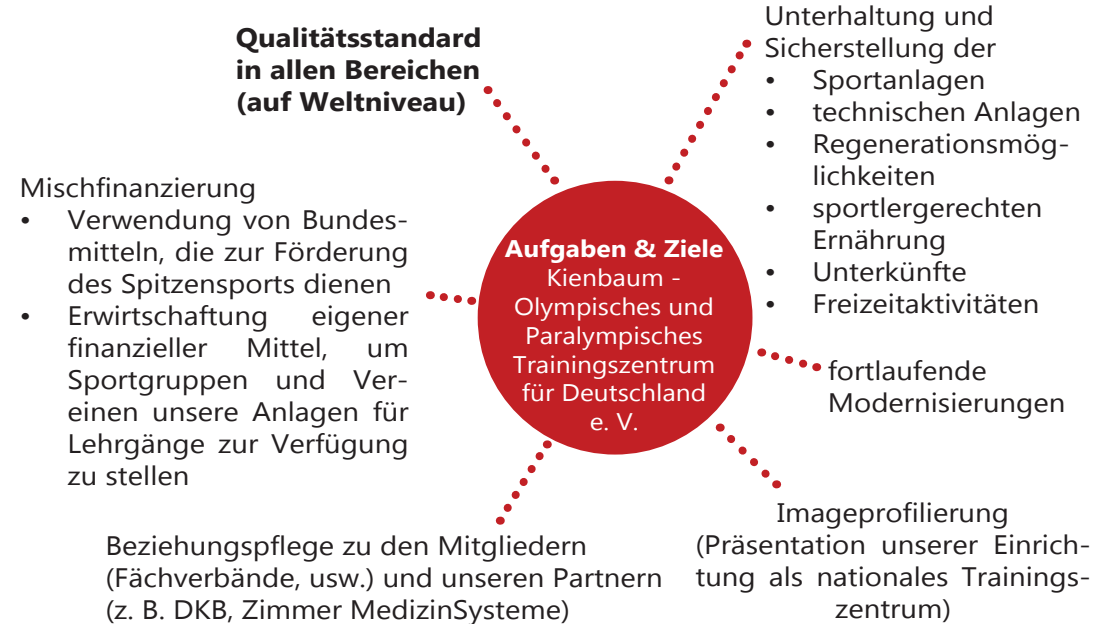 Qualitätsstandard
in allen Bereichen
(auf Weltniveau)
Unterhaltung und
Sicherstellung der
• Sportanlagen
• technischen Anlagen
• Regenerationsmög-
lichkeiten
• sportlergerechten
Ernährung
• Unterkünfte
• Freizeitaktivitäten
Mischfinanzierung
• Verwendung von Bundes-
mitteln, die zur Förderung
des Spitzensports dienen
• Erwirtschaftung eigener
finanzieller Mittel, um
Sportgruppen und Ver-
einen unsere Anlagen für
Lehrgänge zur Verfügung
zu stellen
Aufgaben & Ziele
Kienbaum -
Olympisches und
Paralympisches
Trainingszentrum
für Deutschland
e. V.
fortlaufende
Modernisierungen
Beziehungspflege zu den Mitgliedern
(Fächverbände, usw.) und unseren Partnern
(z. B. DKB, Zimmer MedizinSysteme)
Imageprofilierung
(Präsentation unserer Einrich-
tung als nationales Trainings-
zentrum)